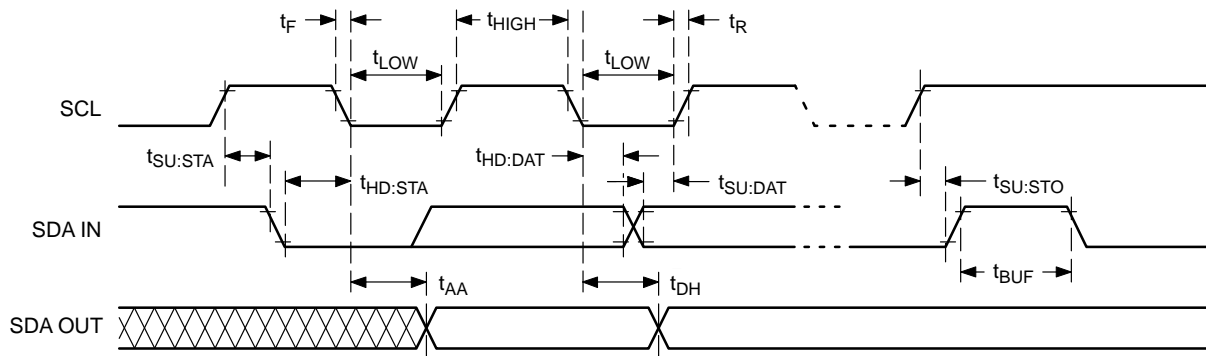 tF
tHIGH
tR
tLOW
tLOW
SCL
tSU:STA
tHD:STA
tHD:DAT
tSU:DAT
tSU:STO
SDA IN
tBUF
tAA
tDH
SDA OUT